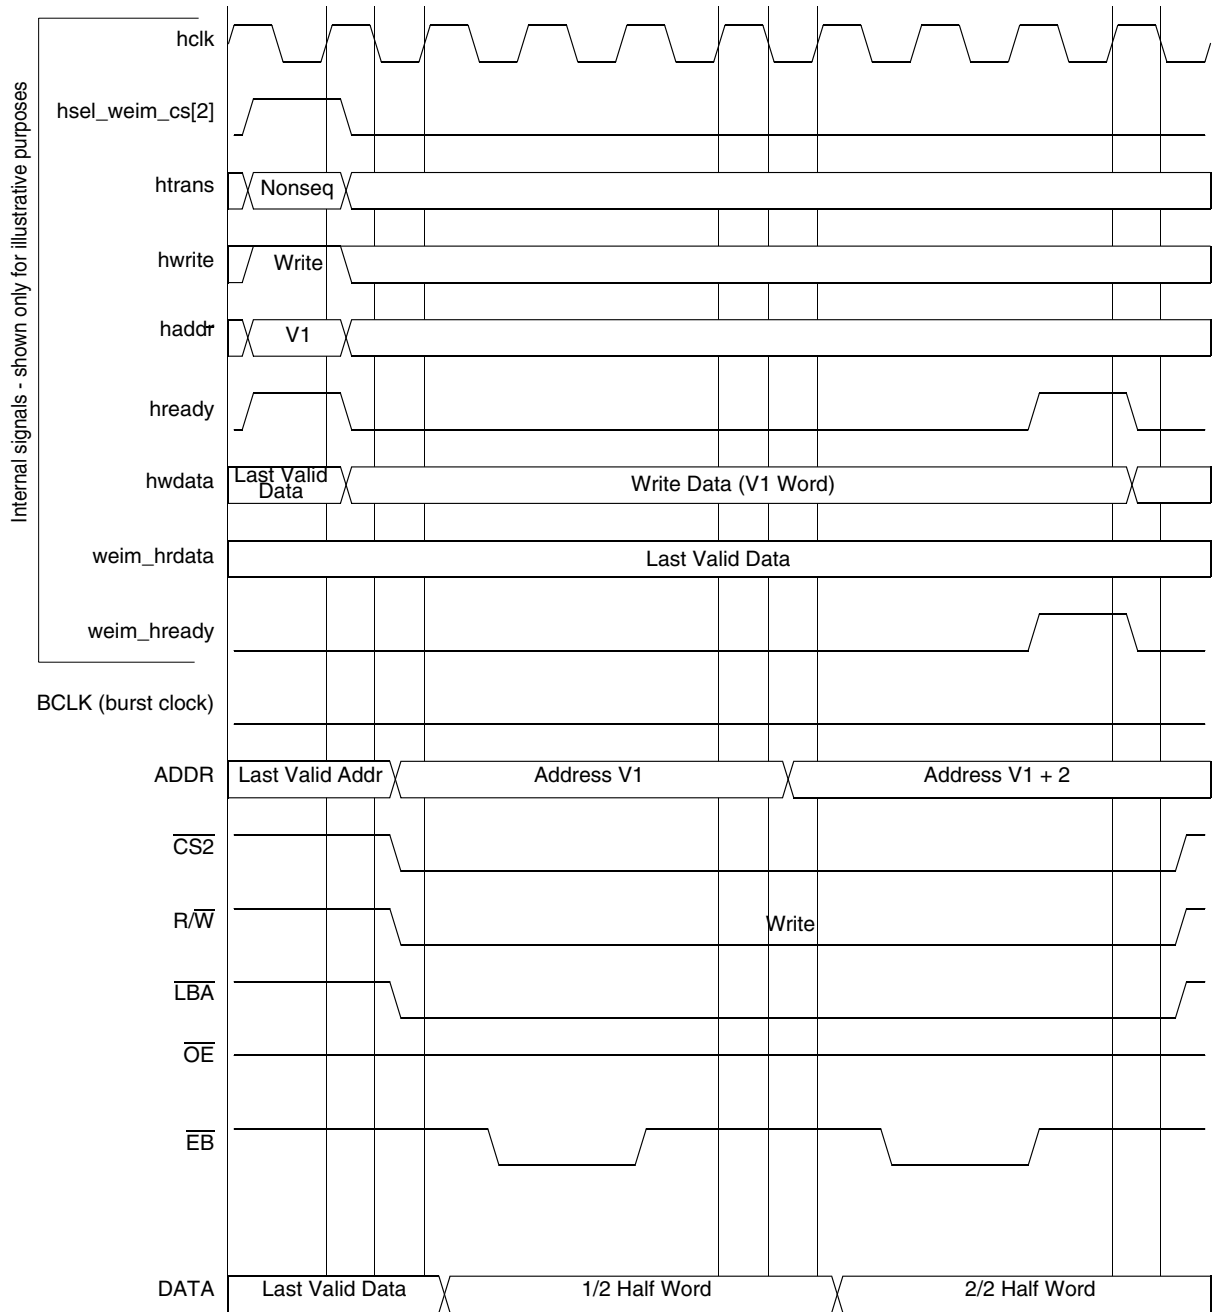 Internal signals - shown only for illustrative purposes
hclk
hsel_weim_cs[2]
htrans
Nonseq
hwrite
Write
haddr
V1
hready
hwdata
Last Valid
Data
Write Data (V1 Word)
weim_hrdata
Last Valid Data
weim_hready
BCLK (burst clock)
ADDR
Last Valid Addr
Address V1
Address V1 + 2
CS2
R/W
Write
LBA
OE
EB
DATA
Last Valid Data
1/2 Half Word
2/2 Half Word